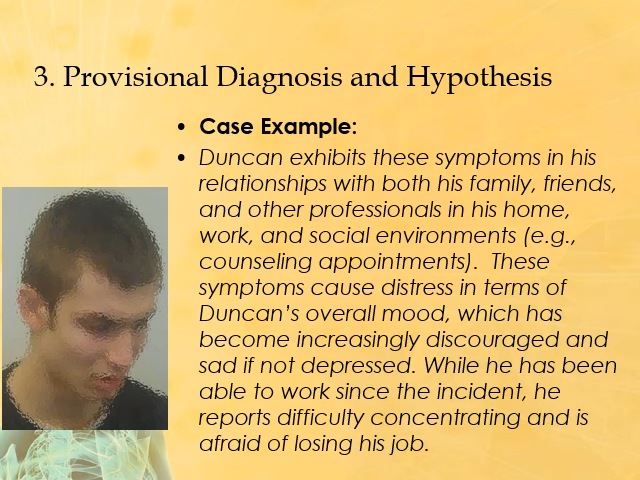 3. Provisional Diagnosis and Hypothesis
• Case Example:
• Duncan exhibits these symptoms in his
relationships with both his family, friends,
and other professionals in his home,
work, and social environments (e.g.,
counseling appointments).  These
symptoms cause distress in terms of
Duncan's overall mood, which has
become increasingly discouraged and
sad if not depressed. While he has been
able to work since the incident, he
reports difficulty concentrating and is
afraid of losing his job.